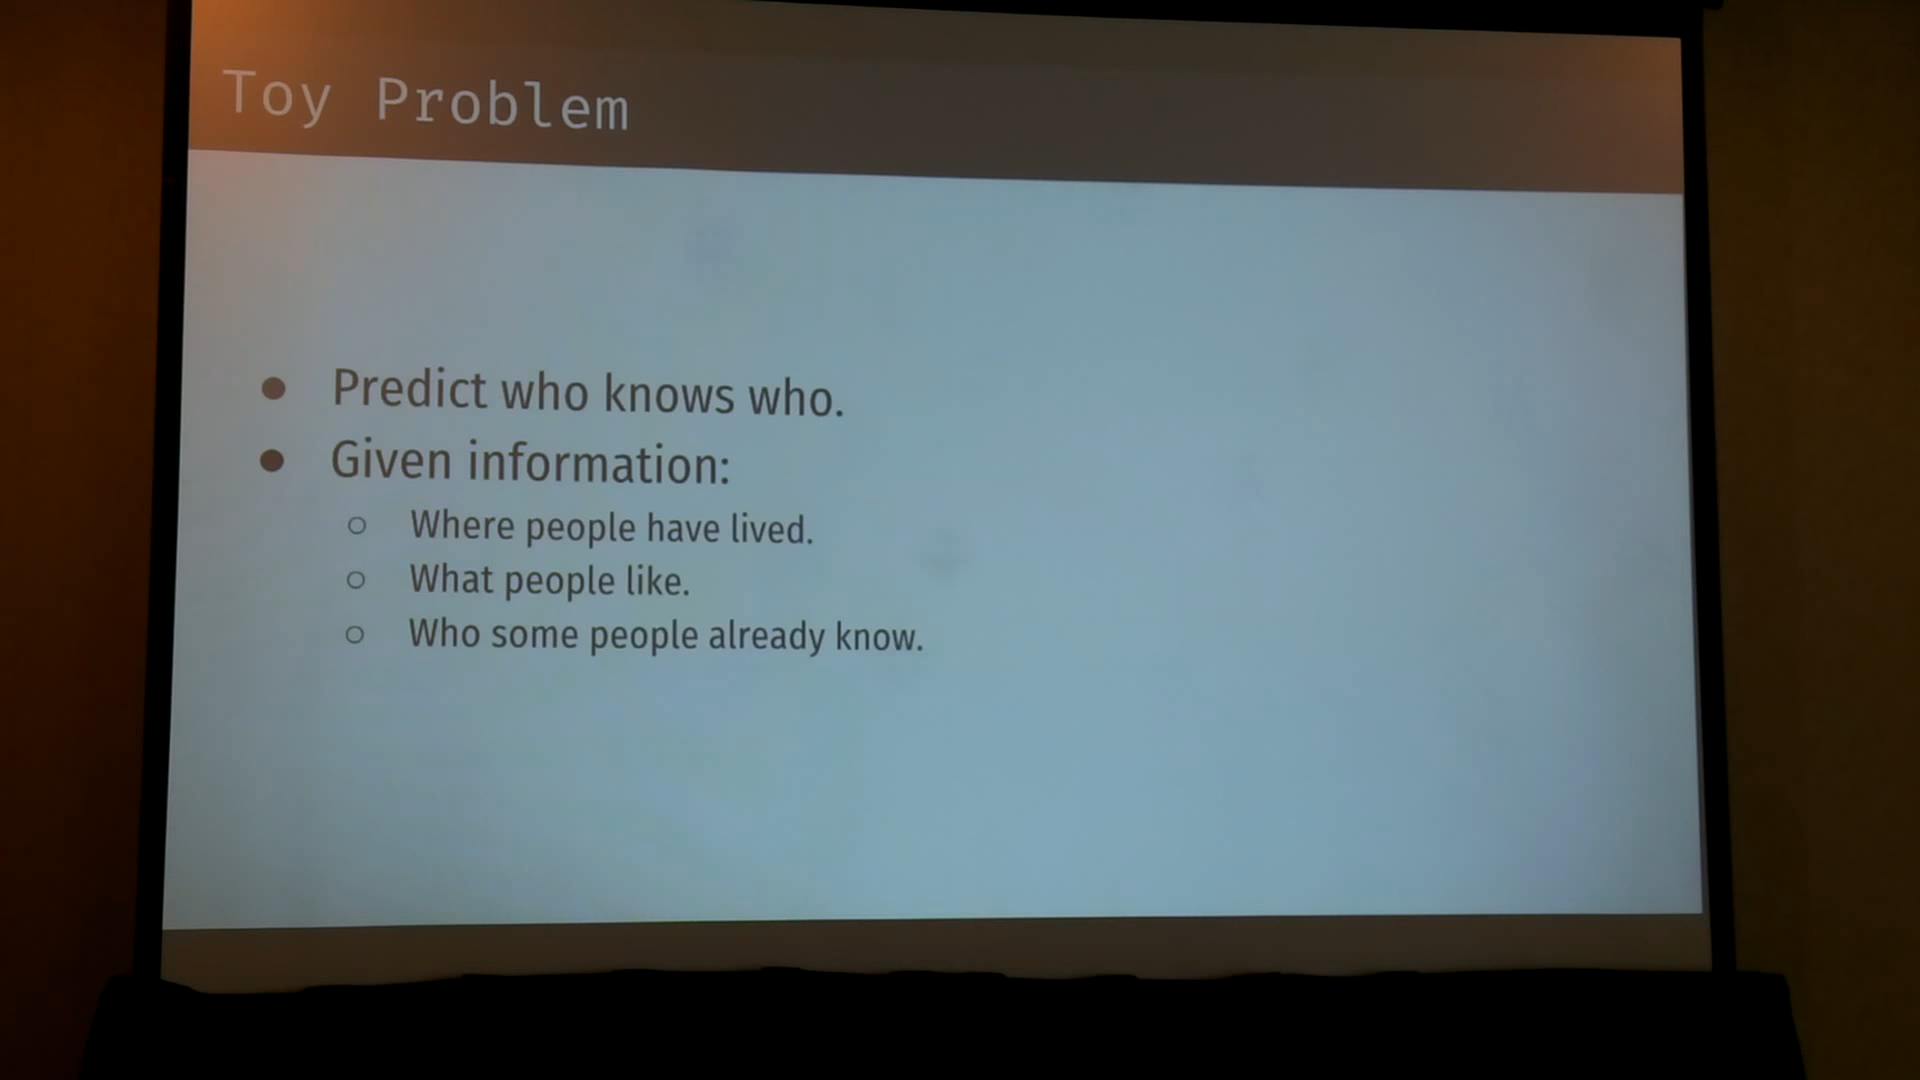 Toy Problem
● Predict who knows who.
● Given information:
○ Where people have lived.
○ What people like.
○ Who some people already know.